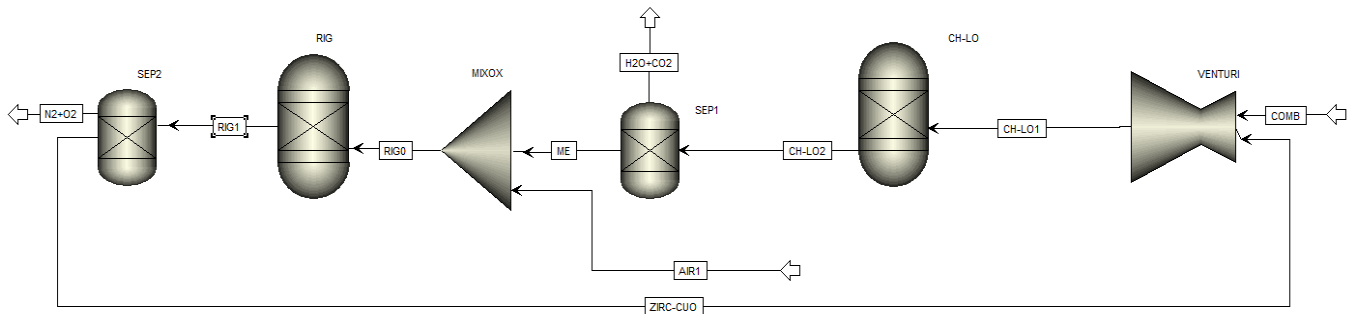 RIG
CH-LO
SEP2
MIXOX
H2O+CO2
VENTURI
SEP1
N2+O2
COMB
RIG1
CH-LO1
RIG0
ME
CH-LO2
AIR1
ZIRC-CUO